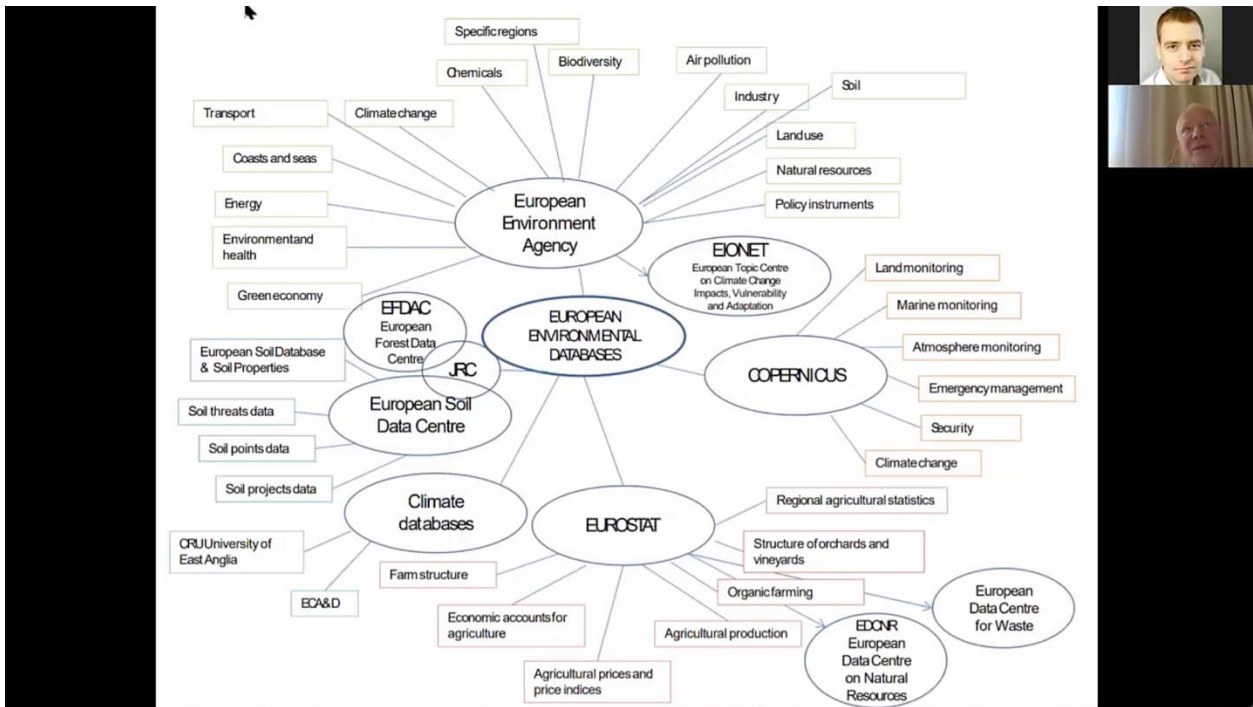 Specific regions
Biodiversity
Air pollution
Chemicals
Industry
Soil
Transport
Climate change
Land use
Coasts and seas
Natural resources
Energy
European
Environment
Agency
Policy instruments
Environment and
health
EIONET
European Topic Centre
on Climate Change
Impacts, Vulnerability
and Adaptation
Land monitoring
Green economy
EFDAC
European
Forest Data
Centre
EUROPEAN
ENVIRONMENTAL
DATABASES
Marine monitoring
European Soil Database
& Soil Properties
JRC
Atmosphere monitoring
COPERNICUS
Emergency management
European Soil
Data Centre
Soil threats data
Security
Soil points data
Climate change
Soil projects data
Climate
databases
EUROSTAT
Regional agricultural statistics
CRU University of
East Anglia
Structure of orchards and
vineyards
Farm structure
Organic farming
ECA&D
European
Data Centre
for Waste
Economic accounts for
agriculture
Agricultural production
EDCNR
European
Data Centre
on Natural
Resources
Agricultural prices and
price indices